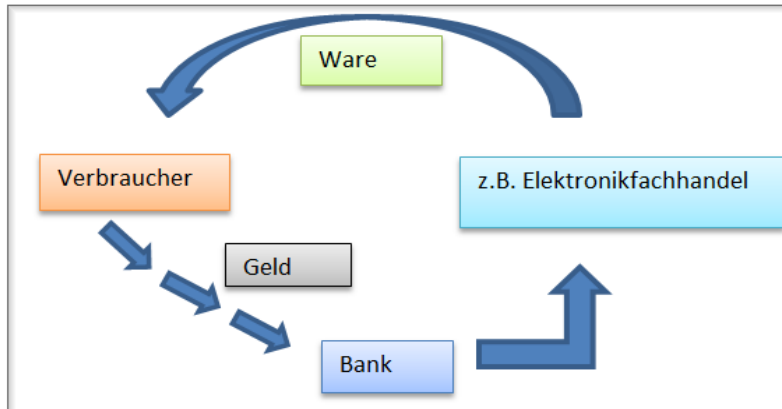 Ware
Verbraucher
z.B. Elektronikfachhandel
Geld
Bank